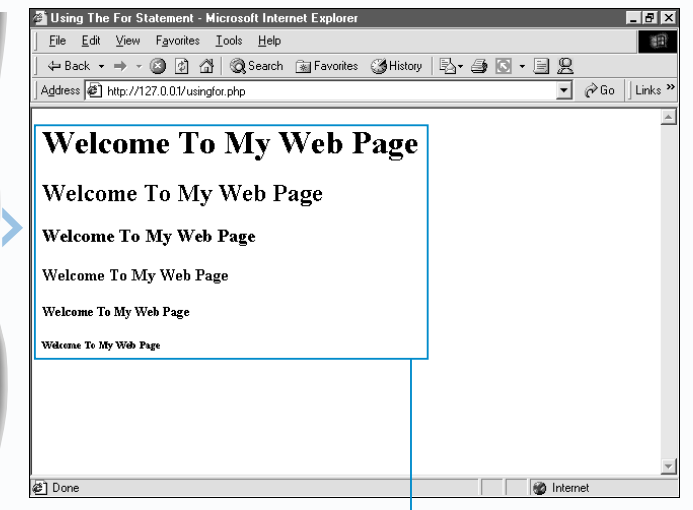 Using The For Statement - Microsoft Internet Explorer
File Edit View Favorites Tools Help
Back Search Favorites History
Address http://127.0.0.1/usingfor.php Go Links »
Welcome To My Web Page
Welcome To My Web Page
Welcome To My Web Page
Welcome To My Web Page
Welcome To My Web Page
Welcome To My Web Page
Done Internet